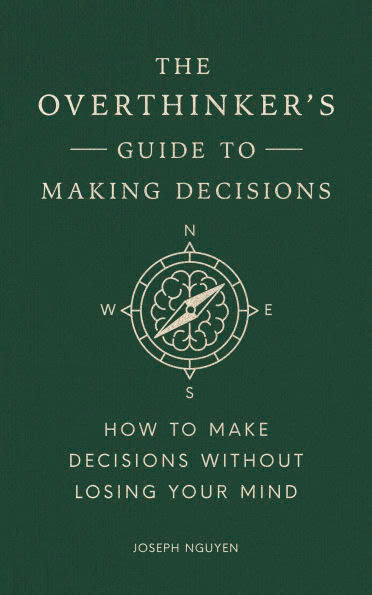 THE
OVERTHINKER'S
GUIDE TO
MAKING DECISIONS
N
W E
S
HOW TO MAKE
DECISIONS WITHOUT
LOSING YOUR MIND
JOSEPH NGUYEN